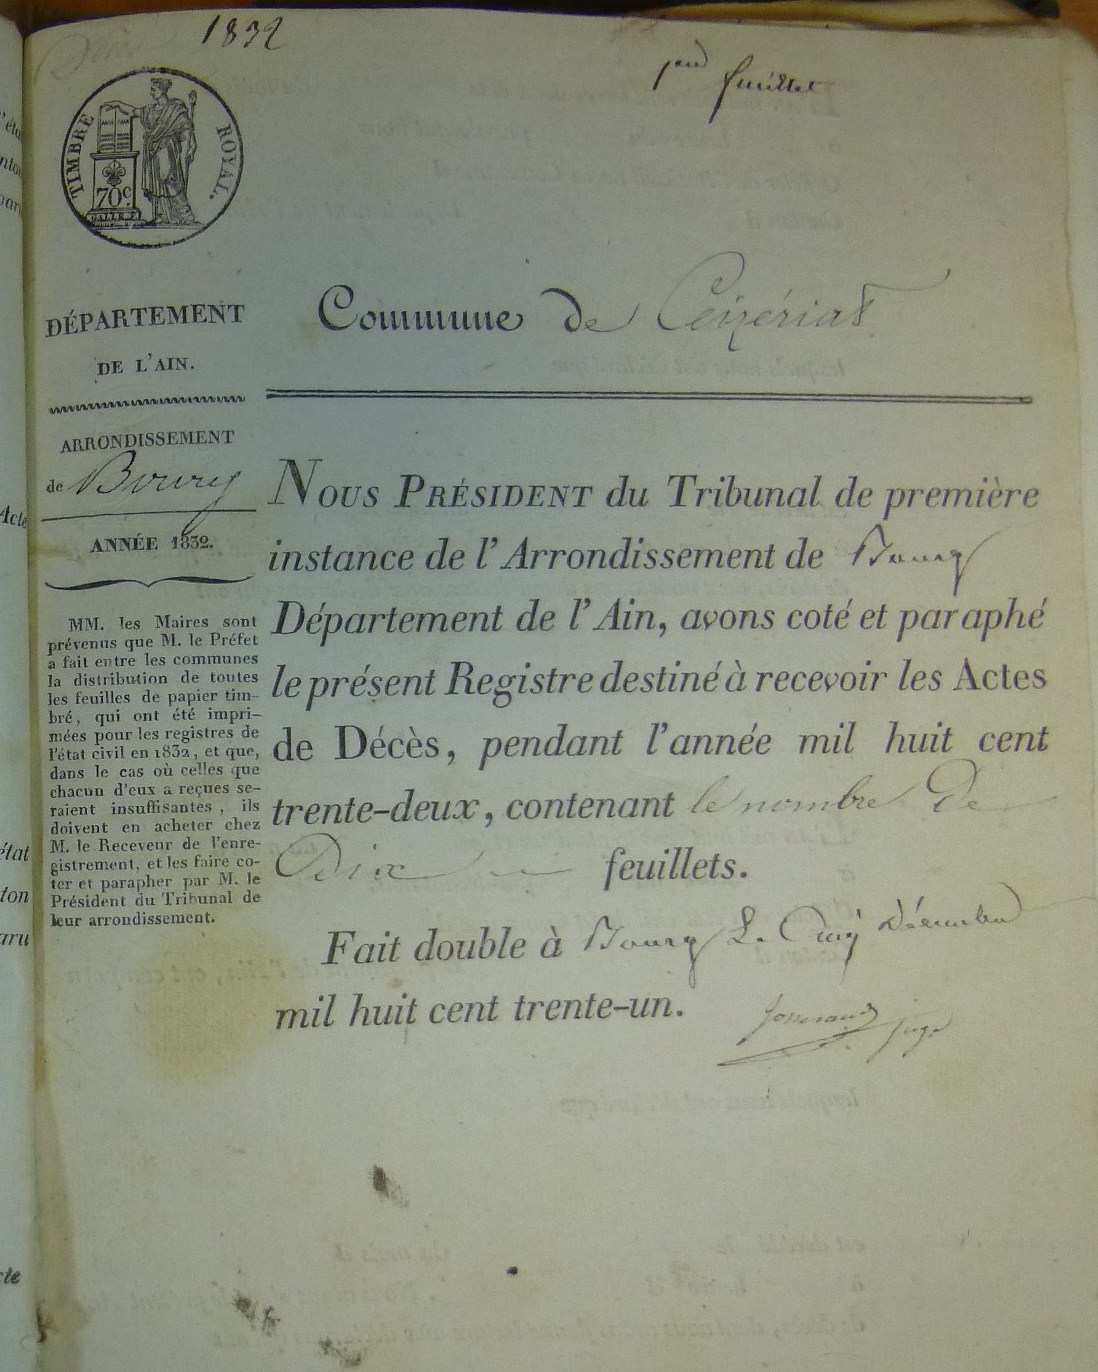 1832
feuillet
TIMBRE ROYAL.
70c.
DÉPARTEMENT
DE L'AIN.
Commune de Ceizériat
ARRONDISSEMENT
de Bourg
ANNÉE 1832.
MM. les Maires sont
prévenus que M. le Préfet
a fait entre les communes
la distribution de toutes
les feuilles de papier tim-
bré, qui ont été impri-
mées pour les registres de
l'état civil en 1832, et que,
dans le cas où celles que
chacun d'eux a reçues se-
raient insuffisantes, ils
doivent en acheter chez
M. le Receveur de l'enre-
gistrement, et les faire co-
ter et parapher par M. le
Président du Tribunal de
leur arrondissement.
NOUS PRÉSIDENT du Tribunal de première
instance de l'Arrondissement de Bourg
Département de l'Ain, avons coté et paraphé
le présent Registre destiné à recevoir les Actes
de Décès, pendant l'année mil huit cent
trente-deux, contenant le nombre de
Dix feuillets.
Fait double à Bourg Le Cinq Décembre
mil huit cent trente-un.
juge